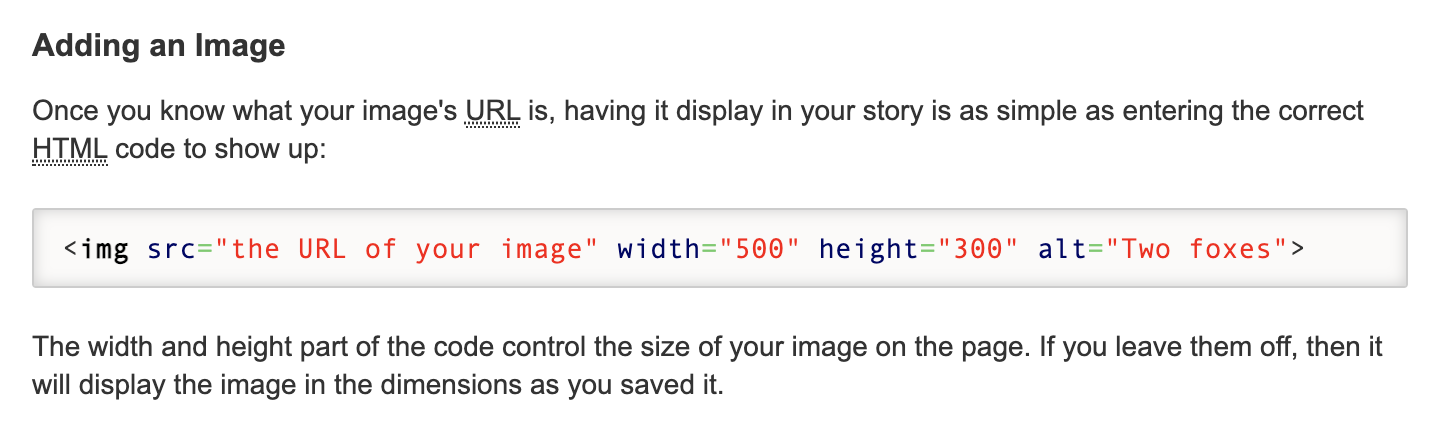 Adding an Image
Once you know what your image's URL is, having it display in your story is as simple as entering the correct
HTML code to show up:
<img src="the URL of your image" width="500" height="300" alt="Two foxes">
The width and height part of the code control the size of your image on the page. If you leave them off, then it
will display the image in the dimensions as you saved it.